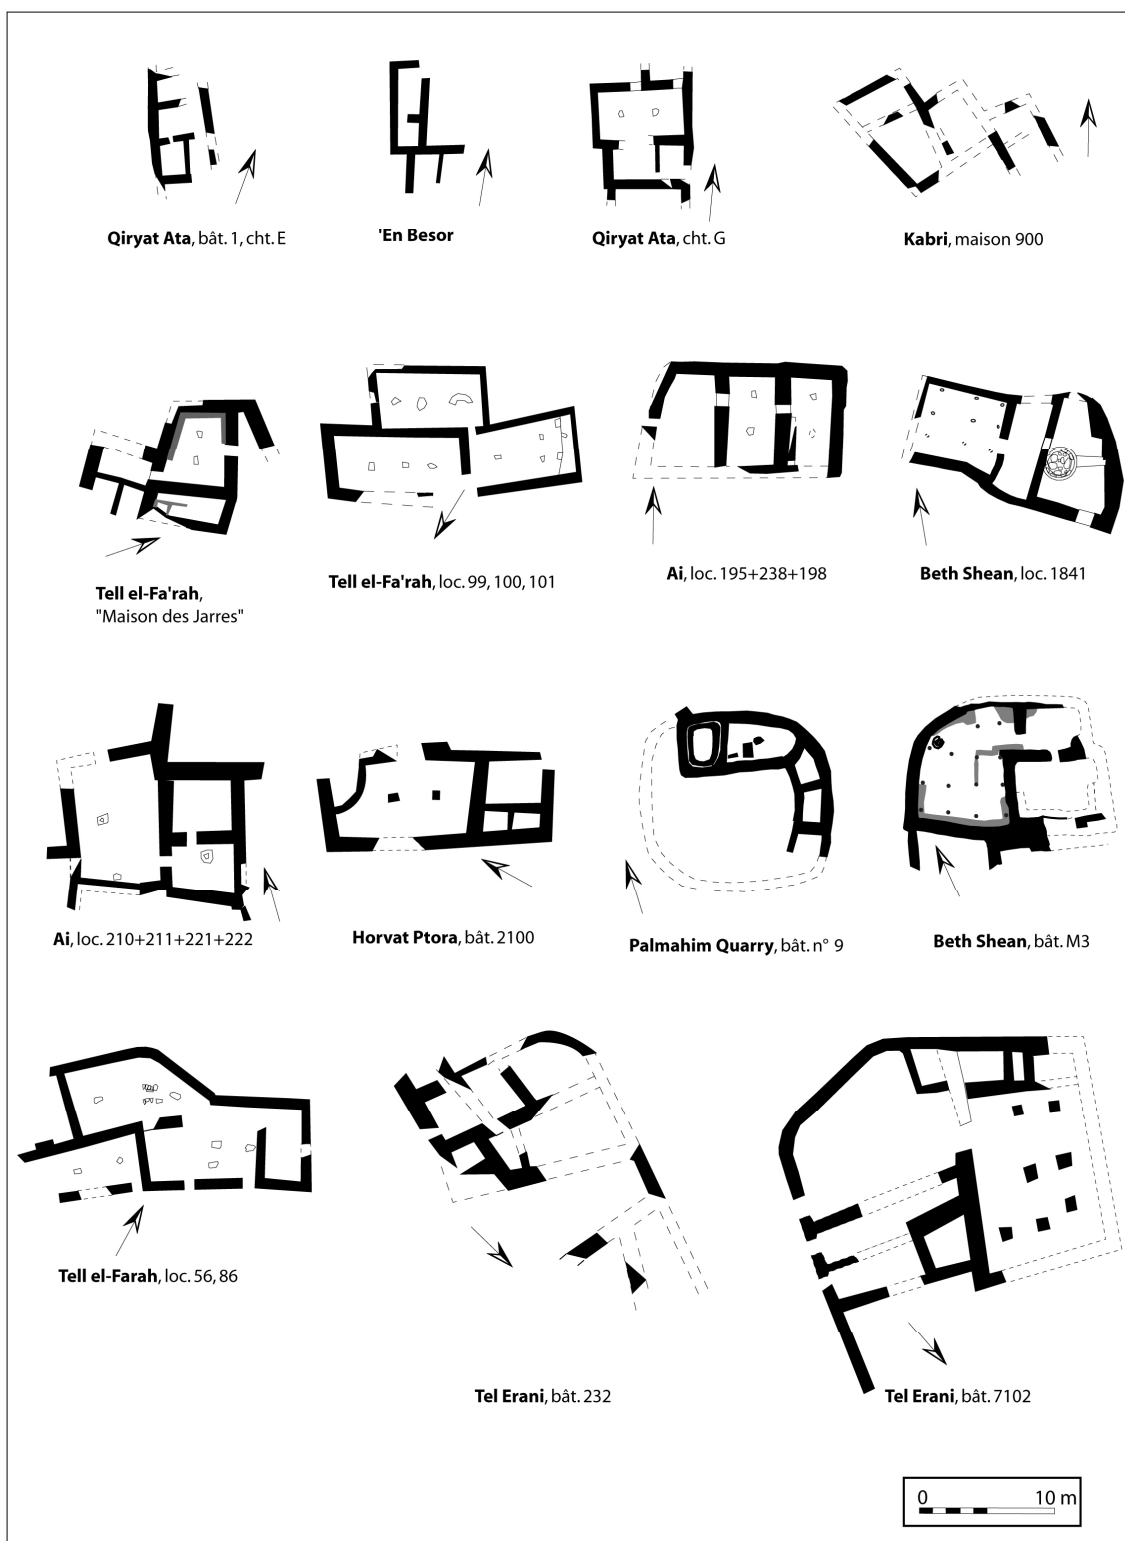 Qiryat Ata, bât. 1, cht. E
'En Besor
Qiryat Ata, cht. G
Kabri, maison 900
Tell el-Fa'rah,
"Maison des Jarres"
Tell el-Fa'rah, loc. 99, 100, 101
Ai, loc. 195+238+198
Beth Shean, loc. 1841
Ai, loc. 210+211+221+222
Horvat Ptora, bât. 2100
Palmahim Quarry, bât. n° 9
Beth Shean, bât. M3
Tell el-Farah, loc. 56, 86
Tel Erani, bât. 232
Tel Erani, bât. 7102
0 10 m